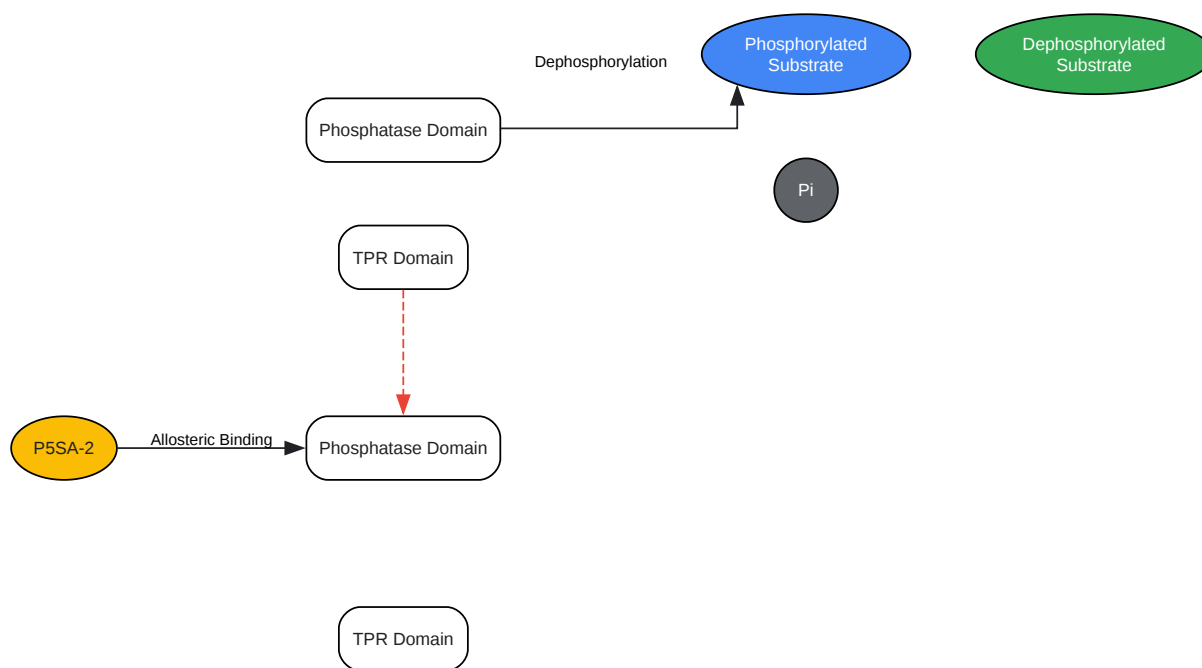 Phosphorylated
Substrate
Dephosphorylated
Substrate
Dephosphorylation
Phosphatase Domain
Pi
TPR Domain
P5SA-2
Allosteric Binding
Phosphatase Domain
TPR Domain